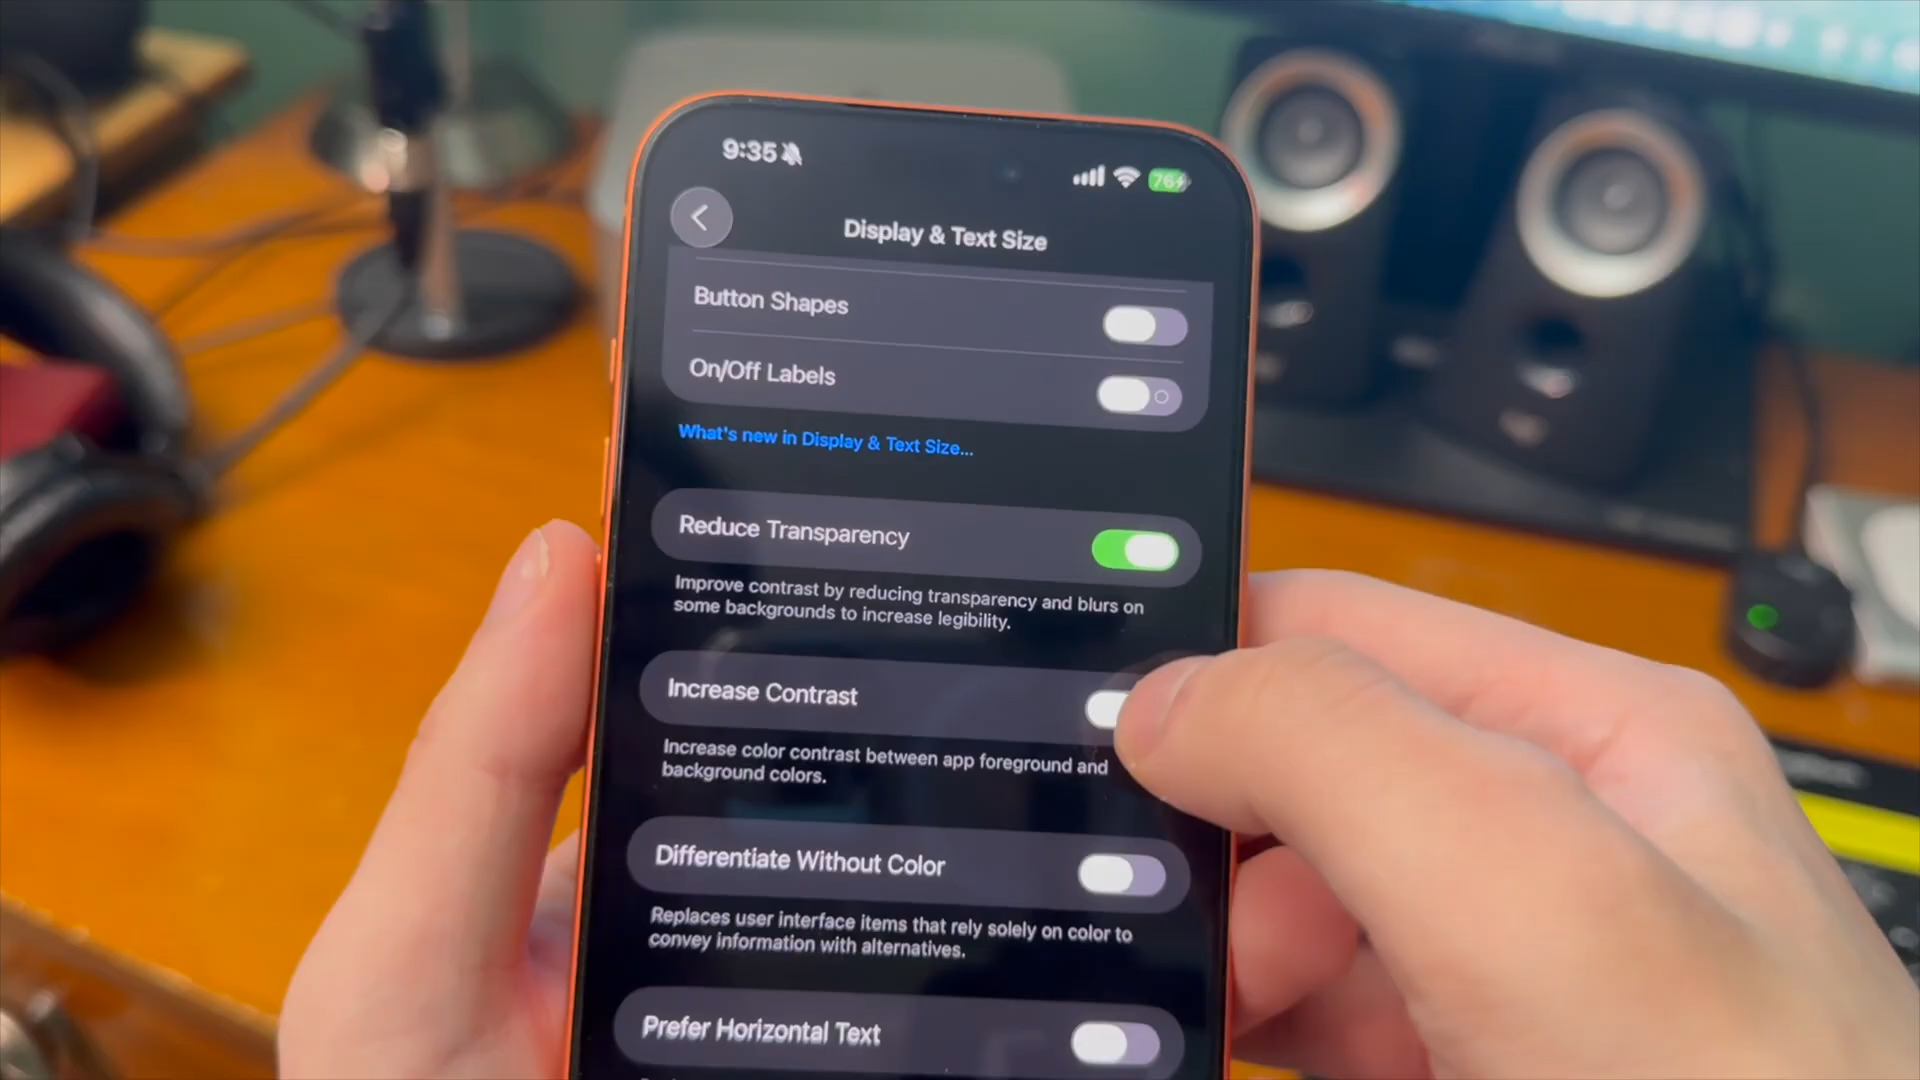 9:35
76
Display & Text Size
Button Shapes
On/Off Labels
What's new in Display & Text Size...
Reduce Transparency
Improve contrast by reducing transparency and blurs on
some backgrounds to increase legibility.
Increase Contrast
Increase color contrast between app foreground and
background colors.
Differentiate Without Color
Replaces user interface items that rely solely on color to
convey information with alternatives.
Prefer Horizontal Text